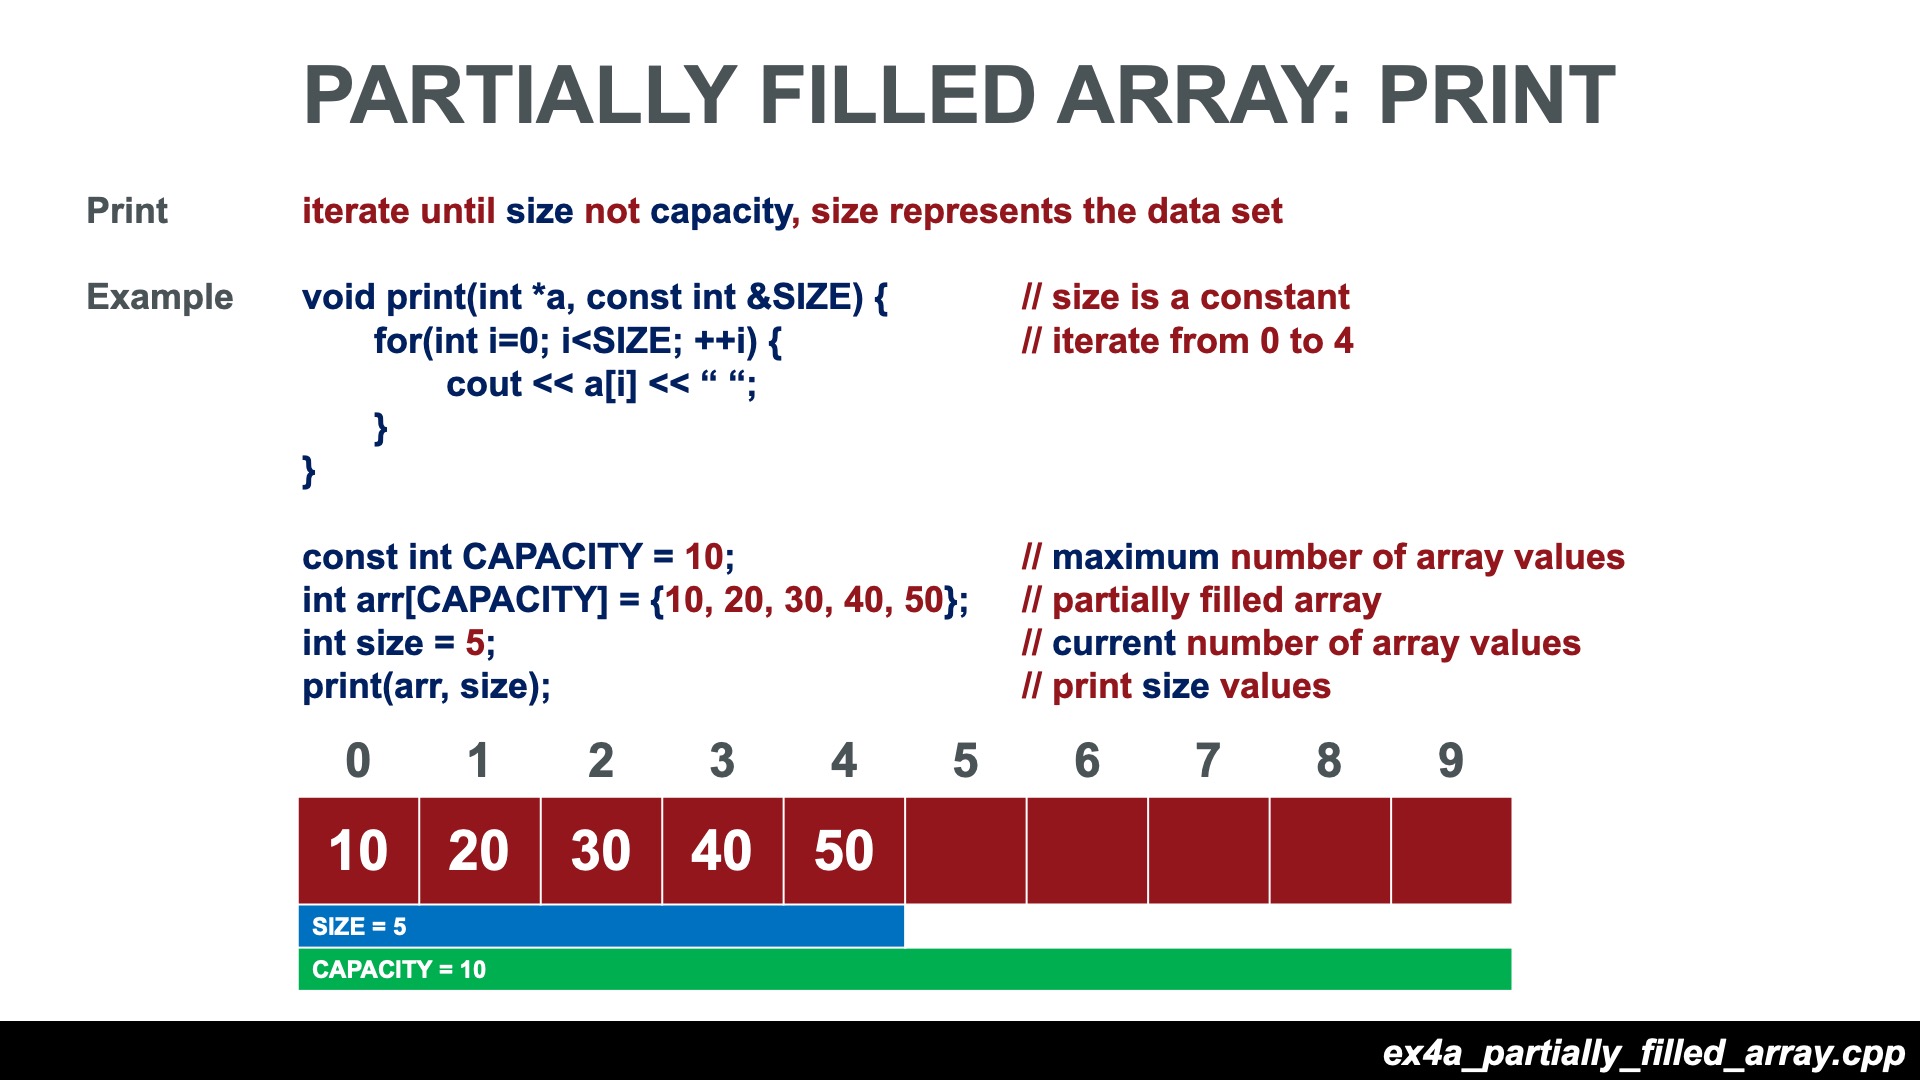 PARTIALLY FILLED ARRAY: PRINT
Print iterate until size not capacity, size represents the data set
Example void print(int *a, const int &SIZE) { // size is a constant
for(int i=0; i<SIZE; ++i) { // iterate from 0 to 4
cout << a[i] << “ “;
}
}
const int CAPACITY = 10; // maximum number of array values
int arr[CAPACITY] = {10, 20, 30, 40, 50}; // partially filled array
int size = 5; // current number of array values
print(arr, size); // print size values
0 1 2 3 4 5 6 7 8 9
10 20 30 40 50
SIZE = 5
CAPACITY = 10
ex4a_partially_filled_array.cpp